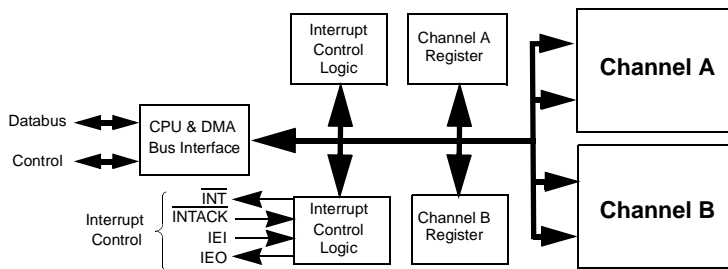 Interrupt
Control
Logic
Channel A
Register
Channel A
Databus
CPU & DMA
Bus Interface
Control
Channel B
INT
INTACK
IEI
IEO
Interrupt
Control
Interrupt
Control
Logic
Channel B
Register